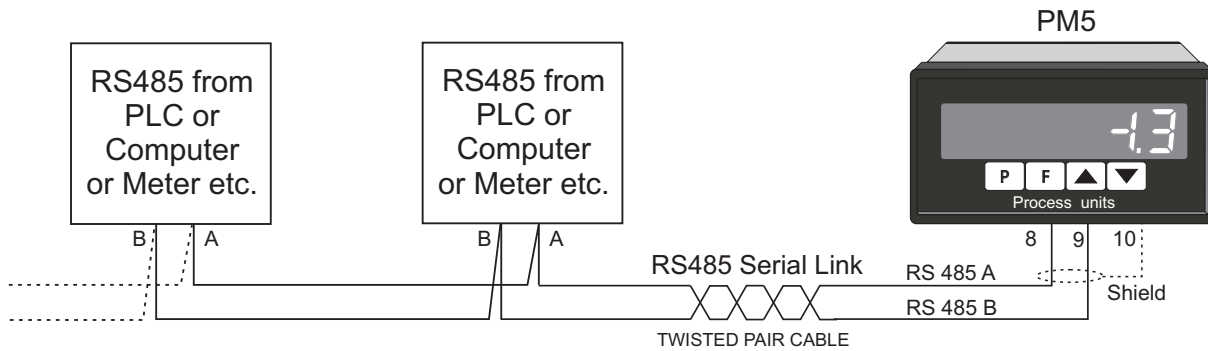 PM5
RS485 from
PLC or
Computer
or Meter etc.
RS485 from
PLC or
Computer
or Meter etc.
-1.3
P F
Process units
B A
B A
8 9 10
RS485 Serial Link
RS 485 A
Shield
RS 485 B
TWISTED PAIR CABLE